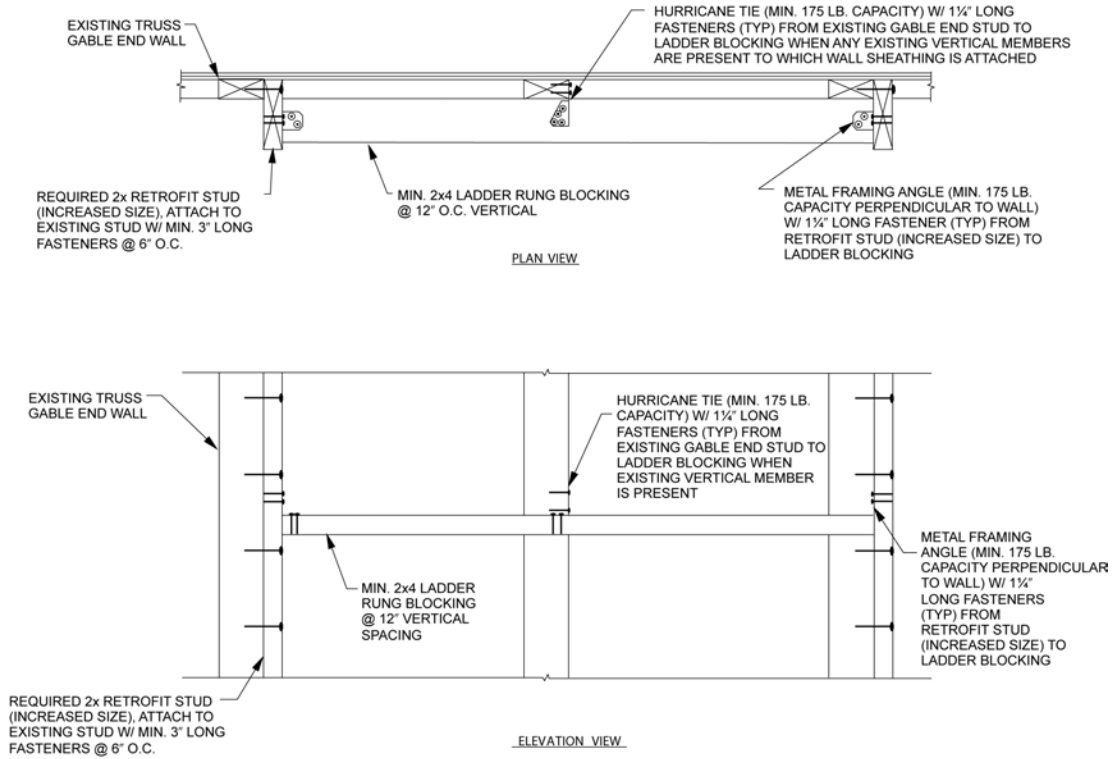 EXISTING TRUSS
GABLE END WALL
HURRICANE TIE (MIN. 175 LB. CAPACITY) W/ 1¼" LONG
FASTENERS (TYP) FROM EXISTING GABLE END STUD TO
LADDER BLOCKING WHEN ANY EXISTING VERTICAL MEMBERS
ARE PRESENT TO WHICH WALL SHEATHING IS ATTACHED
REQUIRED 2x RETROFIT STUD
(INCREASED SIZE), ATTACH TO
EXISTING STUD W/ MIN. 3" LONG
FASTENERS @ 6" O.C.
MIN. 2x4 LADDER RUNG BLOCKING
@ 12" O.C. VERTICAL
METAL FRAMING ANGLE (MIN. 175 LB.
CAPACITY PERPENDICULAR TO WALL)
W/ 1¼" LONG FASTENER (TYP) FROM
RETROFIT STUD (INCREASED SIZE) TO
LADDER BLOCKING
PLAN VIEW
EXISTING TRUSS
GABLE END WALL
HURRICANE TIE (MIN. 175 LB.
CAPACITY) W/ 1¼" LONG
FASTENERS (TYP) FROM
EXISTING GABLE END STUD TO
LADDER BLOCKING WHEN
EXISTING VERTICAL MEMBER
IS PRESENT
METAL FRAMING
ANGLE (MIN. 175 LB.
CAPACITY PERPENDICULAR
TO WALL) W/ 1¼"
LONG FASTENERS
(TYP) FROM
RETROFIT STUD
(INCREASED SIZE) TO
LADDER BLOCKING
MIN. 2x4 LADDER
RUNG BLOCKING
@ 12" VERTICAL
SPACING
REQUIRED 2x RETROFIT STUD
(INCREASED SIZE), ATTACH TO
EXISTING STUD W/ MIN. 3" LONG
FASTENERS @ 6" O.C.
ELEVATION VIEW